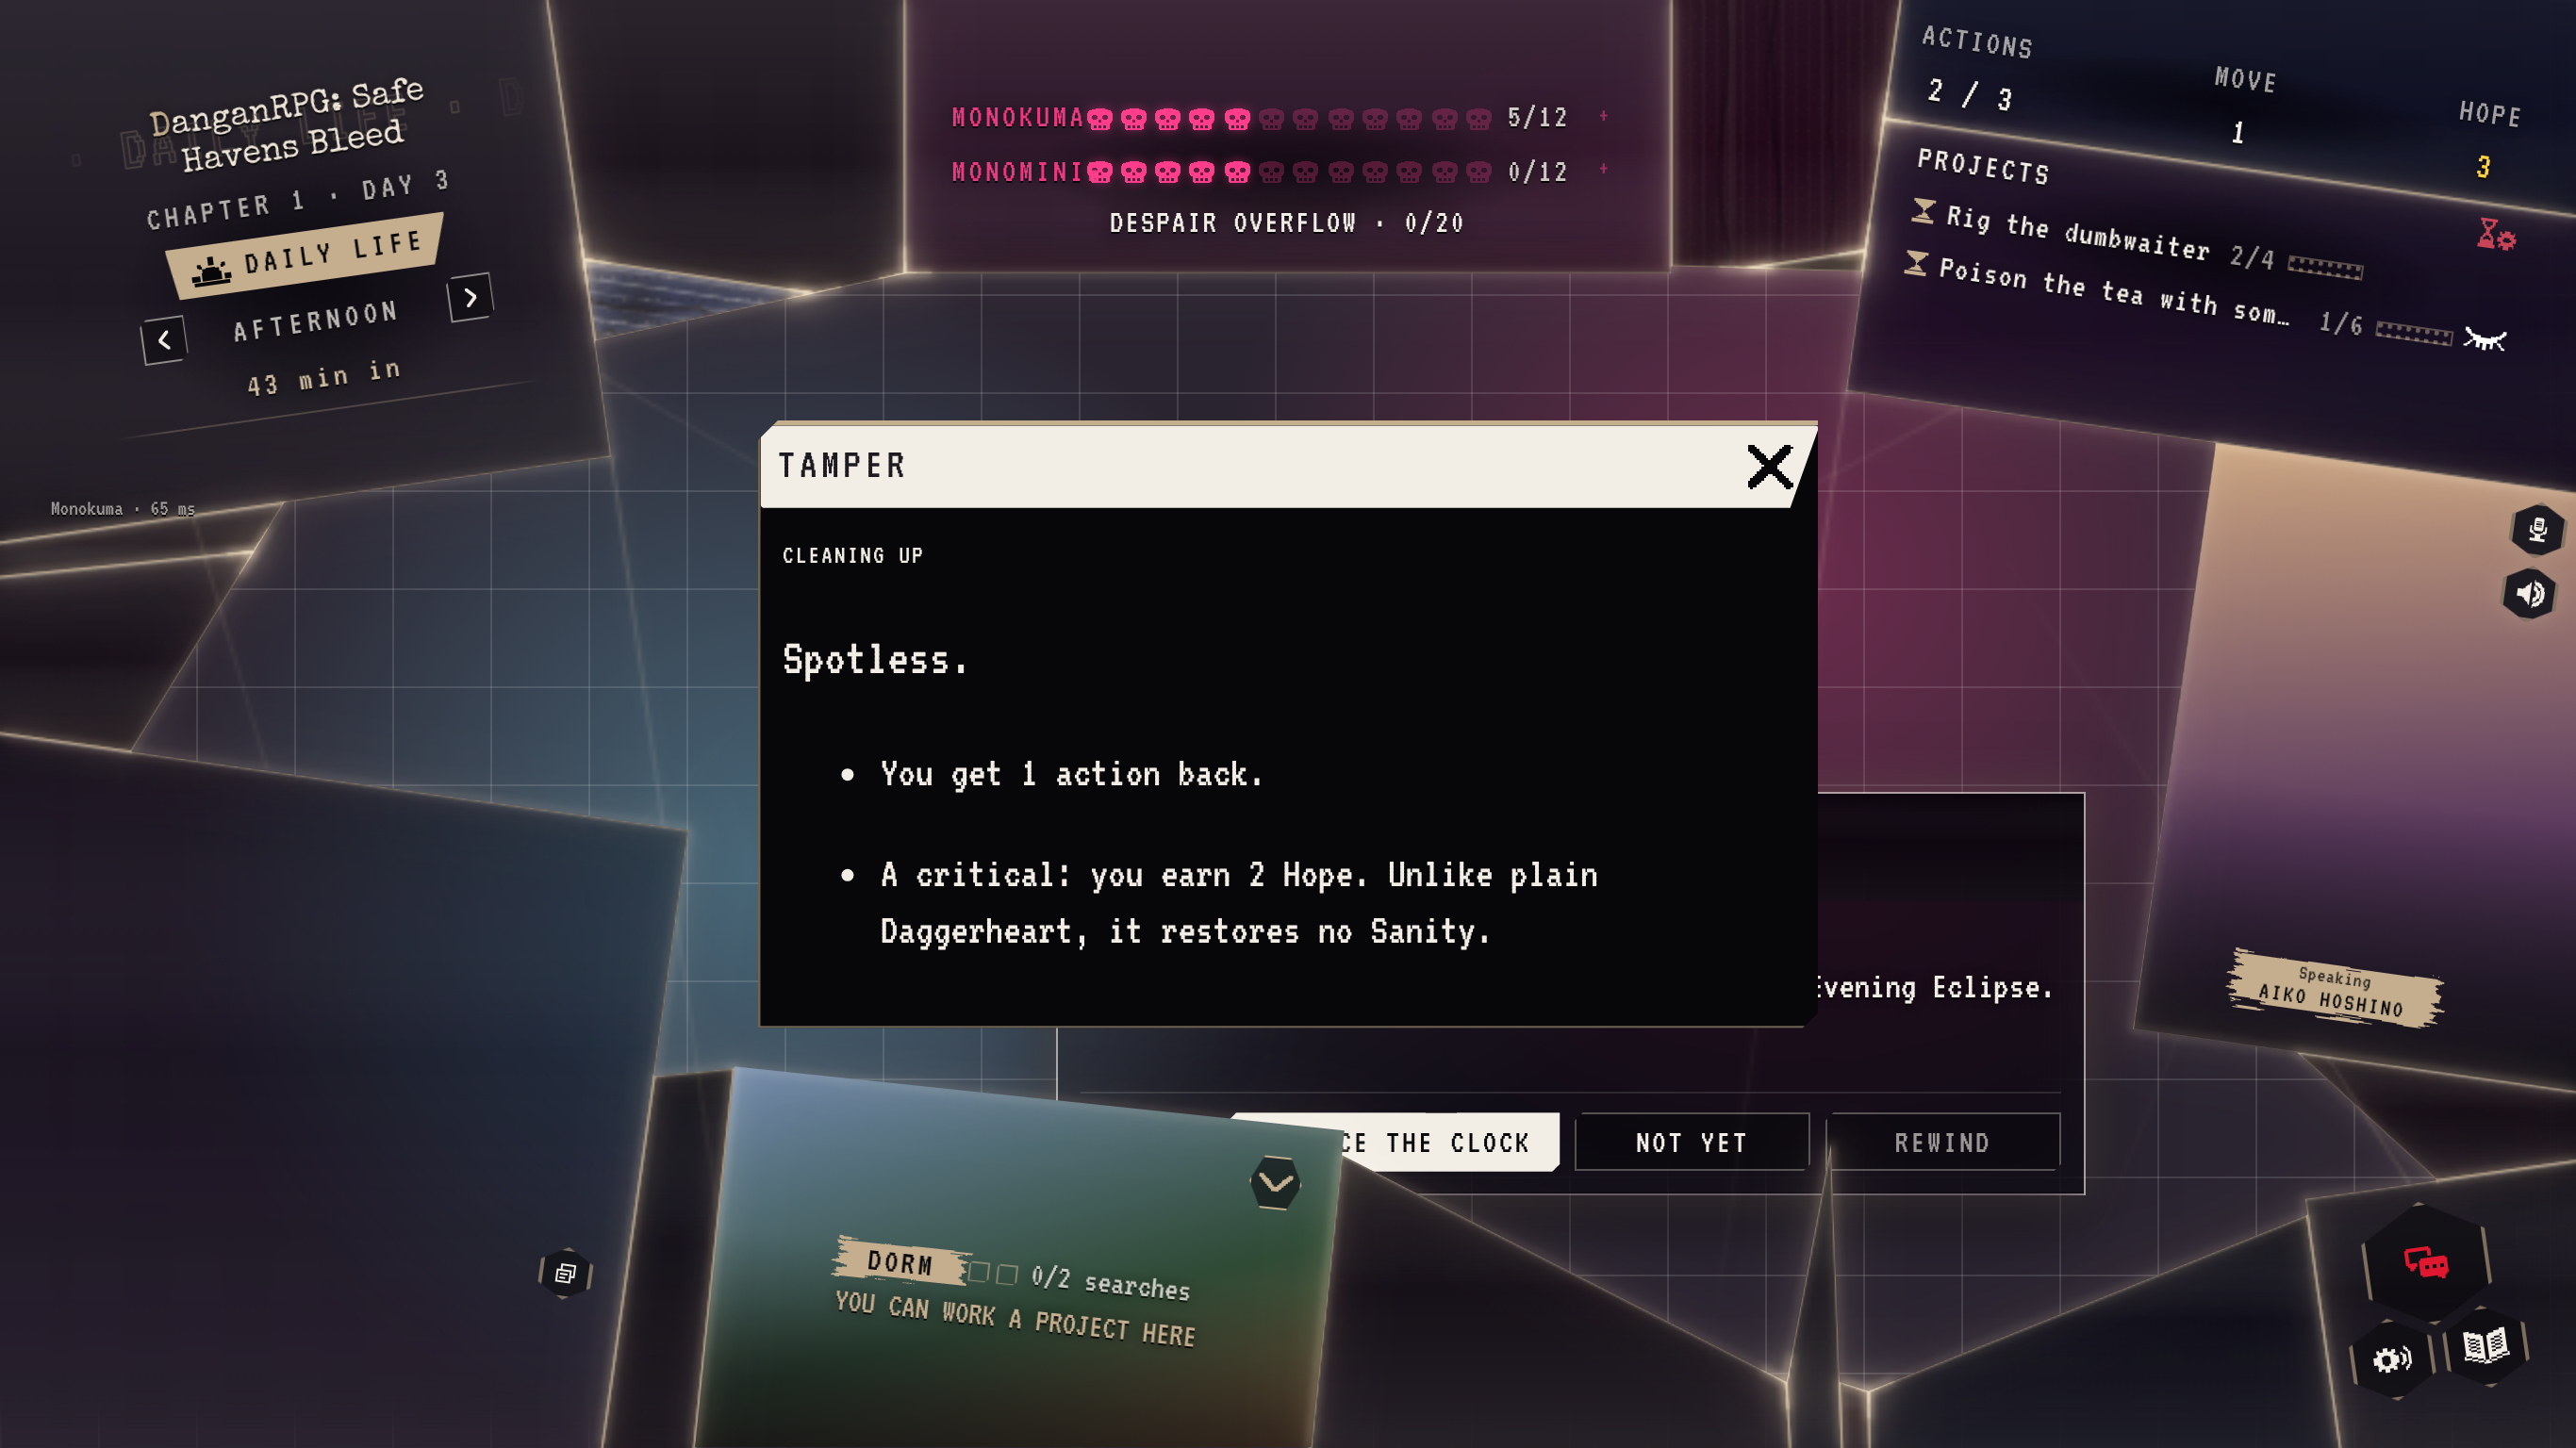 DanganRPG: Safe
Havens Bleed
CHAPTER 1 · DAY 3
DAILY LIFE
AFTERNOON
43 min in
Monokuma · 65 ms
MONOKUMA 5/12 +
MONOMINI 0/12 +
DESPAIR OVERFLOW · 0/20
ACTIONS
2 / 3
MOVE
1
HOPE
3
PROJECTS
Rig the dumbwaiter 2/4
Poison the tea with som… 1/6
TAMPER
CLEANING UP
Spotless.
• You get 1 action back.
• A critical: you earn 2 Hope. Unlike plain
Daggerheart, it restores no Sanity.
Evening Eclipse.
CE THE CLOCK
NOT YET
REWIND
Speaking
AIKO HOSHINO
DORM 0/2 searches
YOU CAN WORK A PROJECT HERE